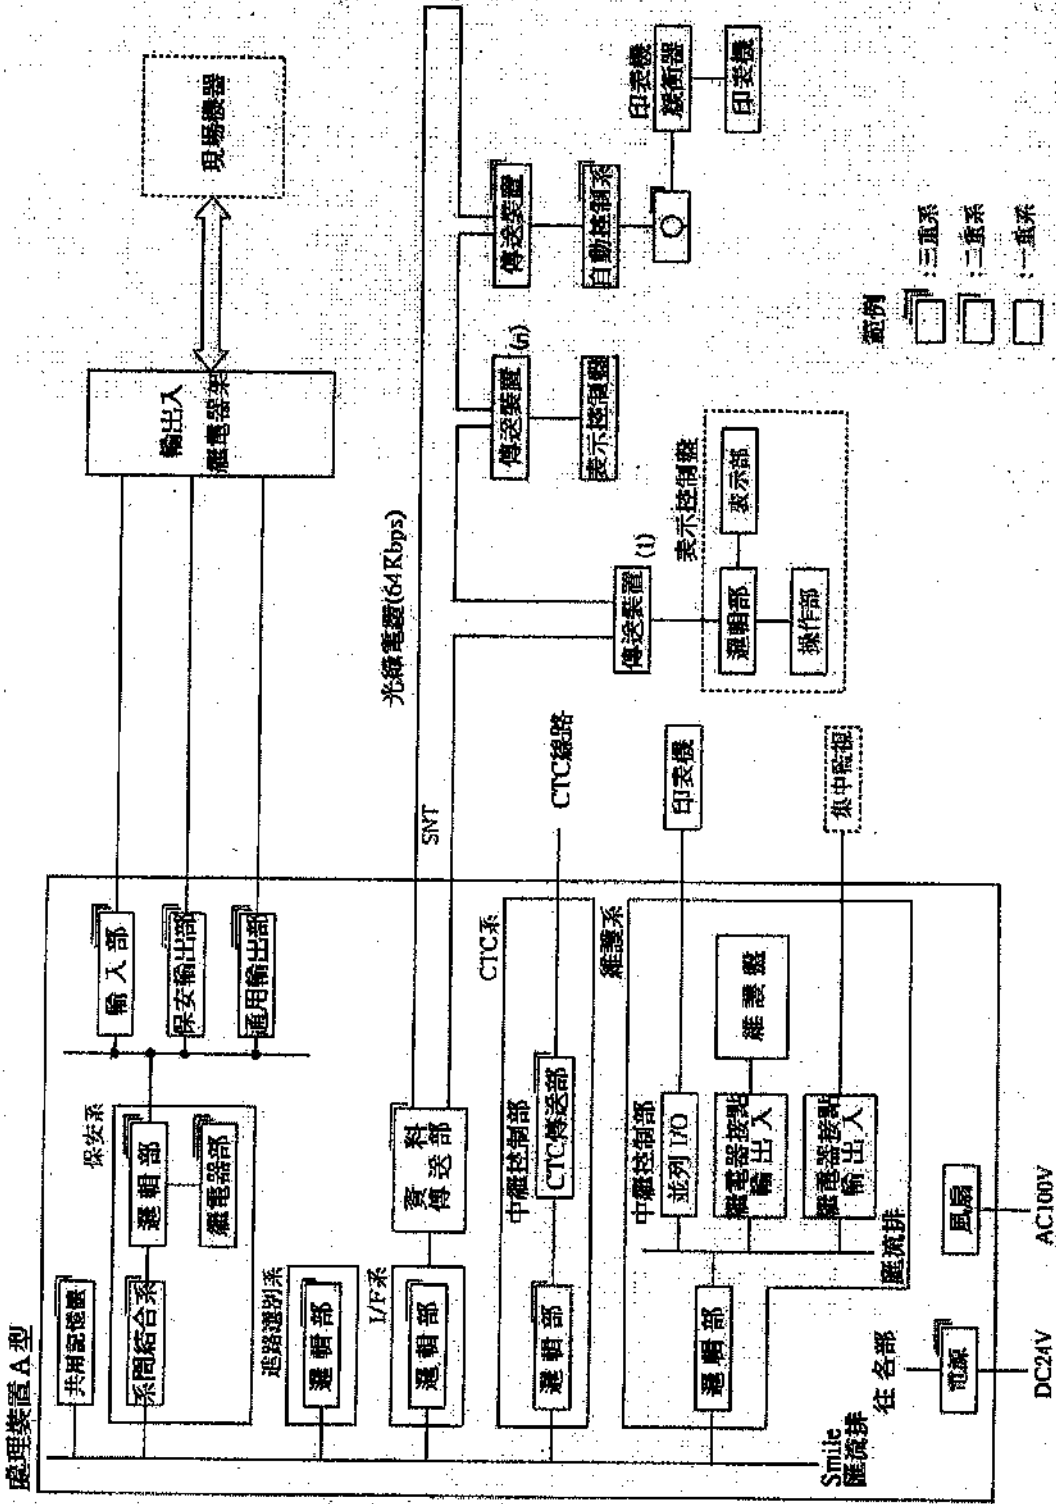 處理裝置 A 型
共用記憶體
保安系
系間結合系
邏輯部
繼電器部
輸入部
保安輸出部
通用輸出部
輸出入
繼電器架
現場機器
進路選別系
邏輯部
I/F系
邏輯部
資料
傳送部
光纖電纜(64Kbps)
SNT
CTC系
中繼控制部
邏輯部
CTC傳送部
CTC線路
維護系
中繼控制部
邏輯部
並列 I/O
繼電器接點
輸出入
維護盤
繼電器接點
輸出入
匯流排
印表機
集中監視
Smile
匯流排
往各部
電源
DC24V
風扇
AC100V
傳送裝置
(1)
表示控制盤
邏輯部
表示部
操作部
傳送裝置
(n)
表示控制盤
傳送裝置
自動控制系
印表機
緩衝器
印表機
範例
:三重系
:二重系
:一重系